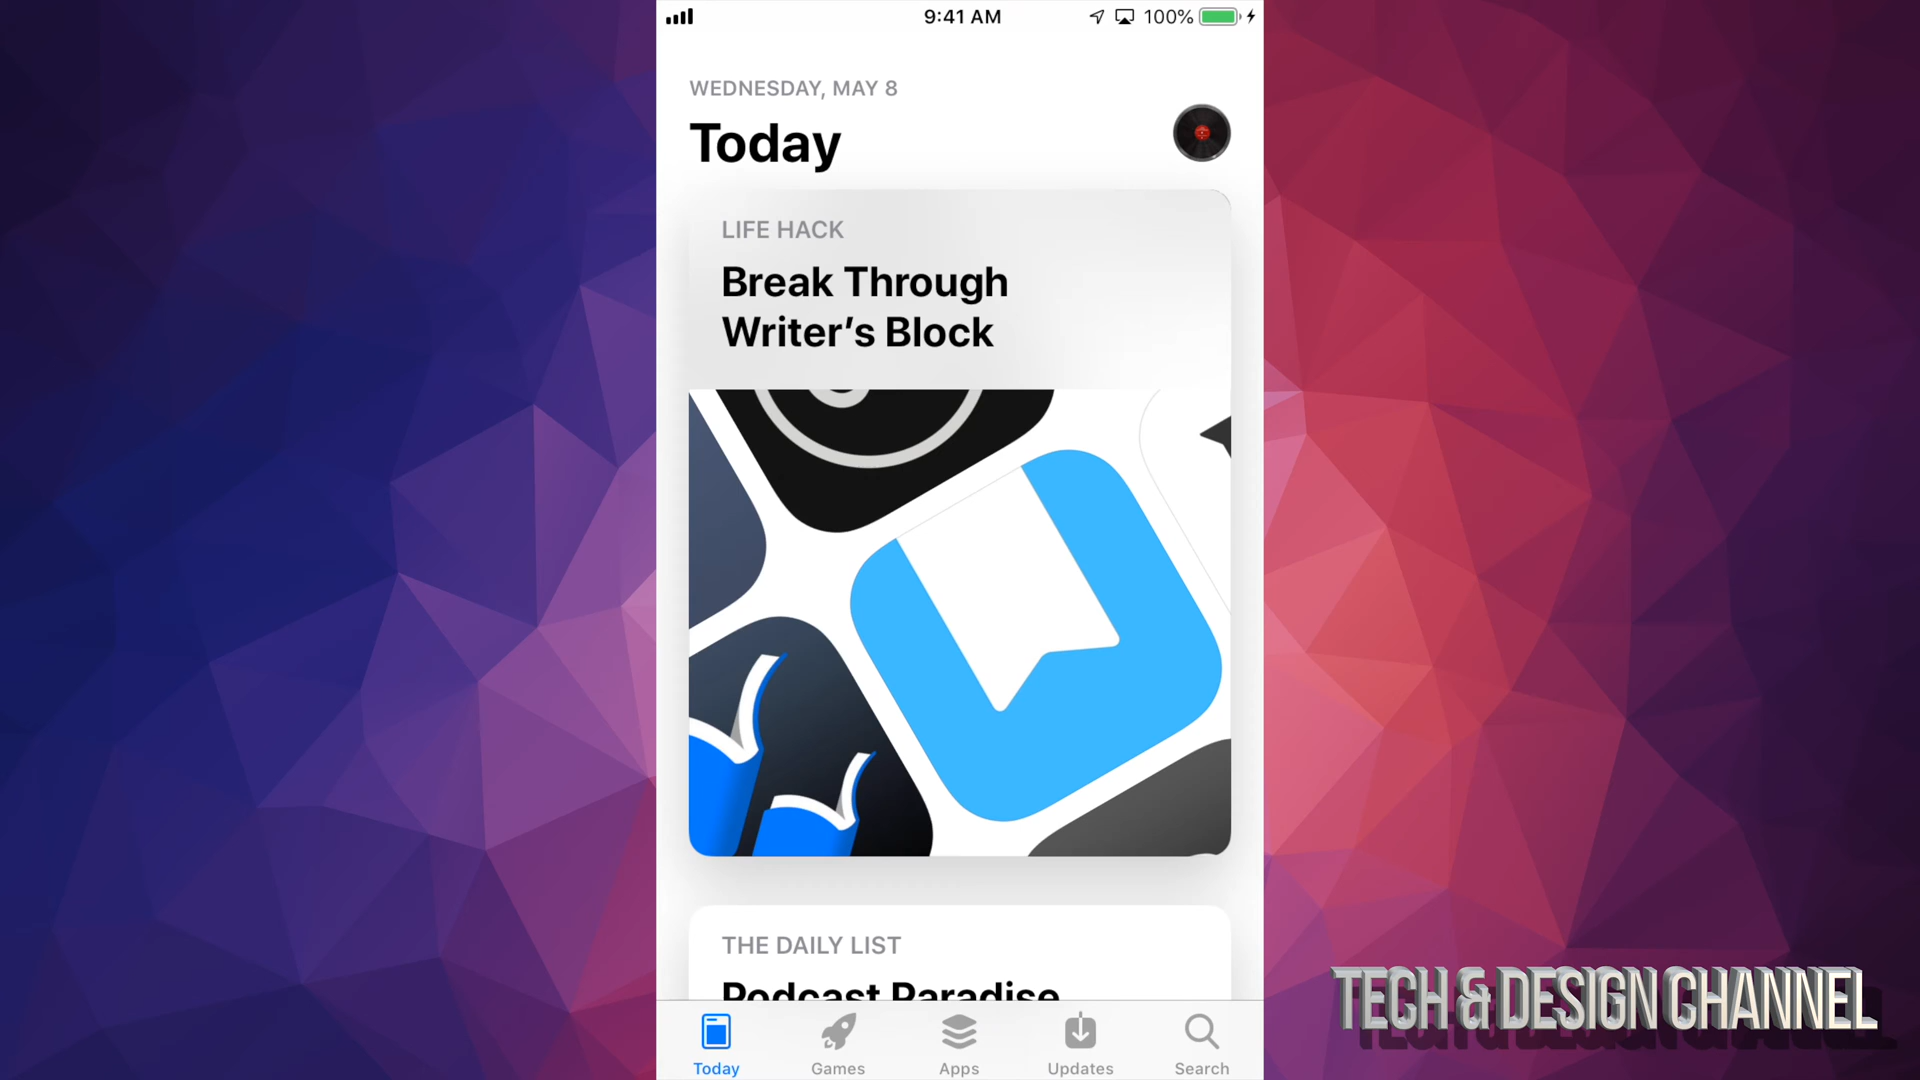 9:41 AM
100%
WEDNESDAY, MAY 8
Today
LIFE HACK
Break Through
Writer’s Block
THE DAILY LIST
Podcast Paradise
Today
Games
Apps
Updates
Search
TECH & DESIGN CHANNEL